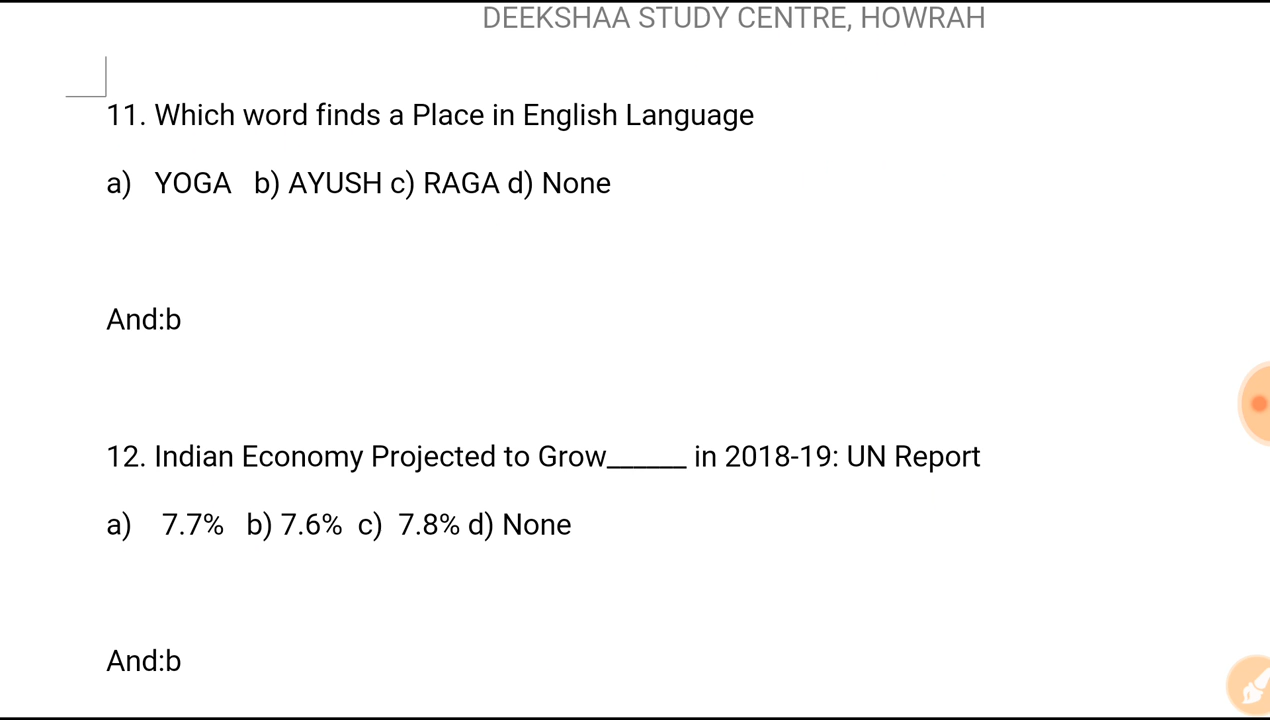 DEEKSHAA STUDY CENTRE, HOWRAH
11. Which word finds a Place in English Language
a) YOGA b) AYUSH c) RAGA d) None
And:b
12. Indian Economy Projected to Grow______ in 2018-19: UN Report
a) 7.7% b) 7.6% c) 7.8% d) None
And:b